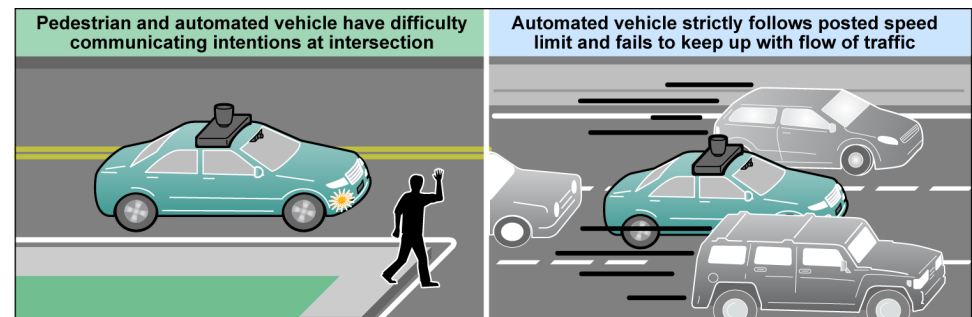 Pedestrian and automated vehicle have difficulty
communicating intentions at intersection
Automated vehicle strictly follows posted speed
limit and fails to keep up with flow of traffic